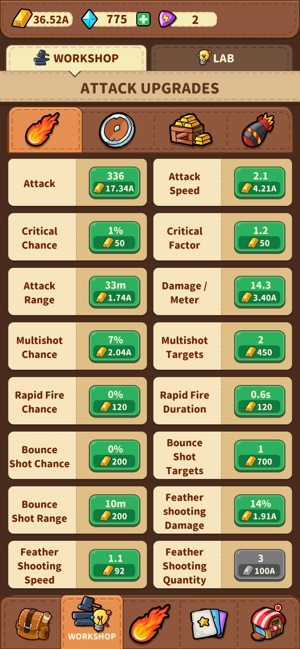 36.52A 775 2
WORKSHOP LAB
ATTACK UPGRADES
Attack 336 17.34A
Attack Speed 2.1 4.21A
Critical Chance 1% 50
Critical Factor 1.2 50
Attack Range 33m 1.74A
Damage / Meter 14.3 3.40A
Multishot Chance 7% 2.04A
Multishot Targets 2 450
Rapid Fire Chance 0% 120
Rapid Fire Duration 0.6s 120
Bounce Shot Chance 0% 200
Bounce Shot Targets 1 700
Bounce Shot Range 10m 200
Feather shooting Damage 14% 1.91A
Feather Shooting Speed 1.1 92
Feather Shooting Quantity 3 100A
WORKSHOP